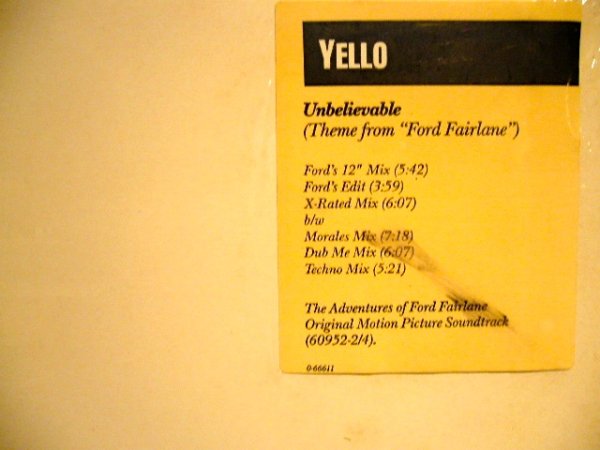 YELLO
Unbelievable
(Theme from "Ford Fairlane")
Ford's 12" Mix (5:42)
Ford's Edit (3:59)
X-Rated Mix (6:07)
b/w
Morales Mix (7:18)
Dub Me Mix (6:07)
Techno Mix (5:21)
The Adventures of Ford Fairlane
Original Motion Picture Soundtrack
(60952-2/4).
0-66611